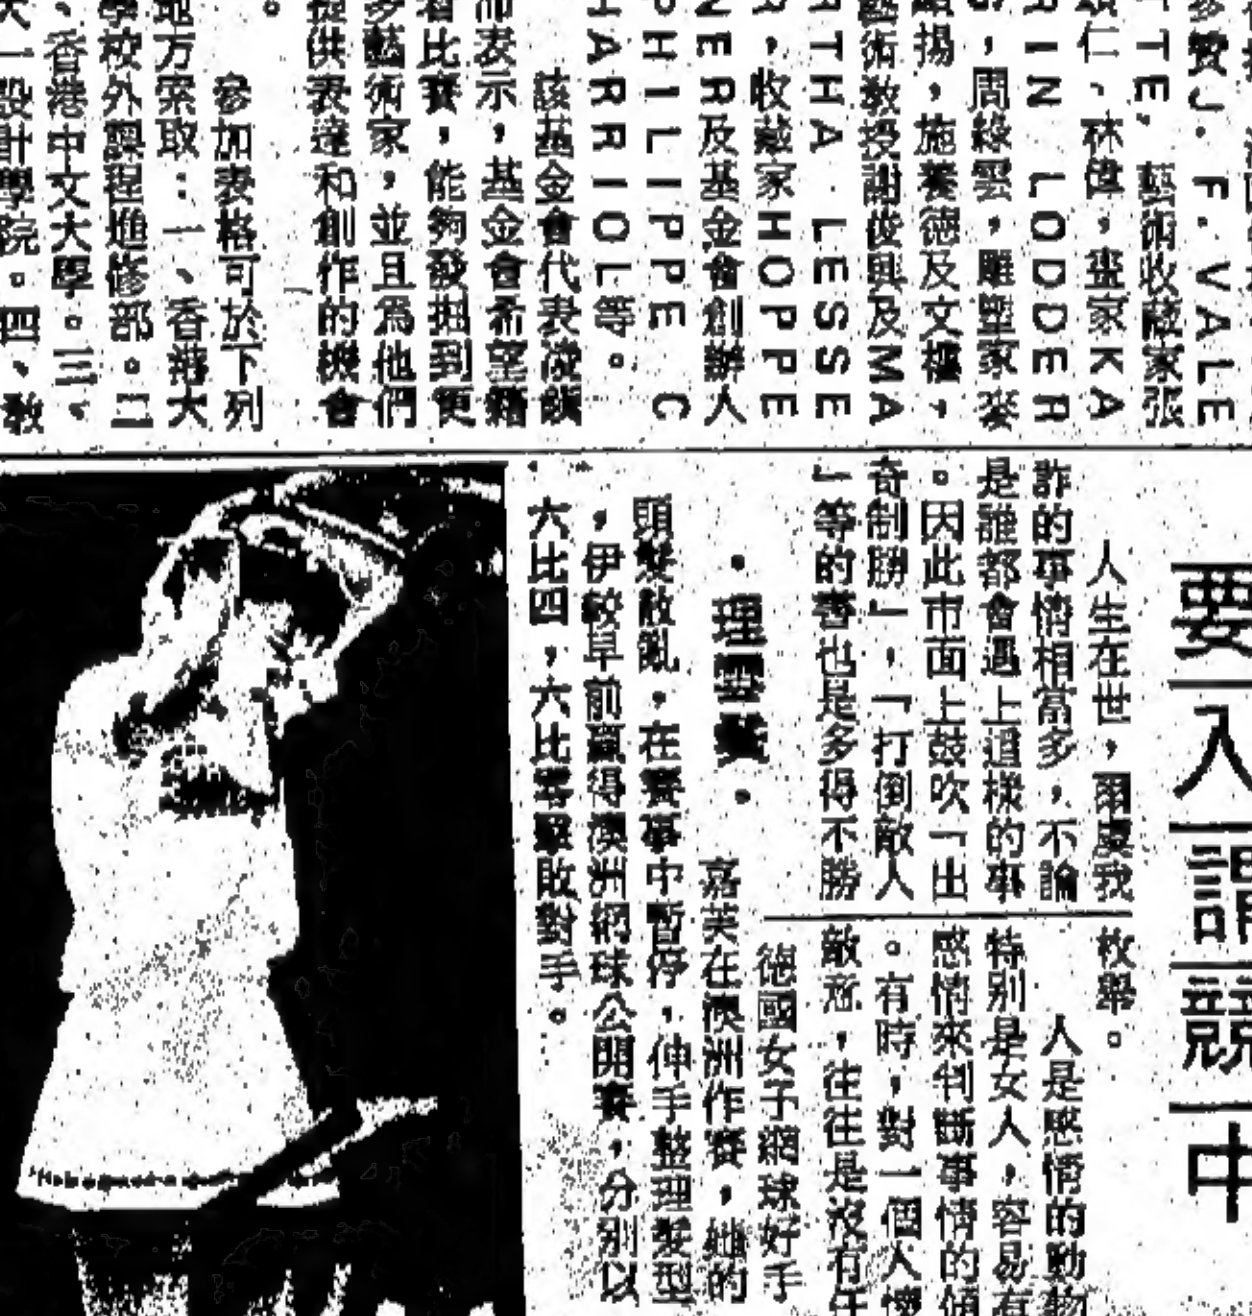 參贊J.F.VALE
TTE,藝術收藏家張
頌仁、林偉,畫家KA
RIN LODDER
、周綠雲,雕塑家麥
顯揚,施養德及文樓,
藝術教授謝俊興及MA
RTHA LESSE
R,收藏家HOPPE
NER及基金會創辦人
PHILIPPE C
HARRIOL等。
該基金會代表
而表示,基金會希望藉
着比賽,能夠發掘到更
多藝術家,並且為他們
提供表達和創作的機會
。
參加表格可於下列
地方索取:一、香港大
學校外課程進修部。二
、香港中文大學。三、
大一設計學院。四、教
要入謂競中
人生在世,爾虞我
詐的事情相當多,不論
是誰都會遇上這樣的事
。因此市面上鼓吹「出
奇制勝」,「打倒敵人
」等的書也是多得不勝
枚舉。
人是感情的動物
特別是女人,容易有
感情來判斷事情的傾
。有時,對一個人懷
敵意,往往是沒有任
·理雲鬢·
德國女子網球好手
嘉芙在澳洲作賽,她的
頭髮散亂,在賽事中暫停,伸手整理髮型
,伊較早前贏得澳洲網球公開賽,分別以
六比四,六比零擊敗對手。